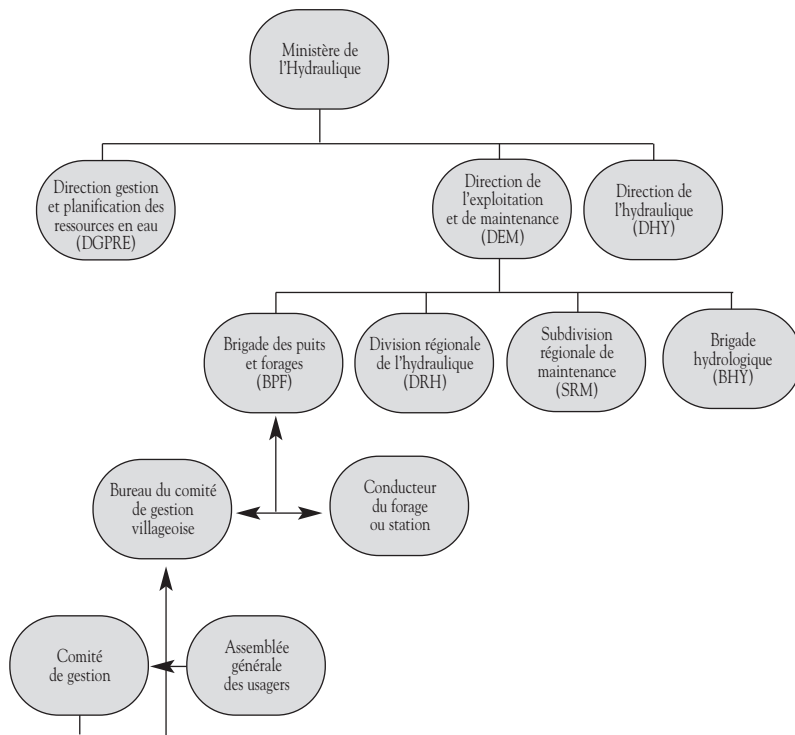 Ministère de
l'Hydraulique
Direction gestion
et planification des
ressources en eau
(DGPRE)
Direction de
l'exploitation
et de maintenance
(DEM)
Direction de
l'hydraulique
(DHY)
Brigade des puits
et forages
(BPF)
Division régionale
de l'hydraulique
(DRH)
Subdivision
régionale de
maintenance
(SRM)
Brigade
hydrologique
(BHY)
Bureau du comité
de gestion
villageoise
Conducteur
du forage
ou station
Comité
de gestion
Assemblée
générale
des usagers